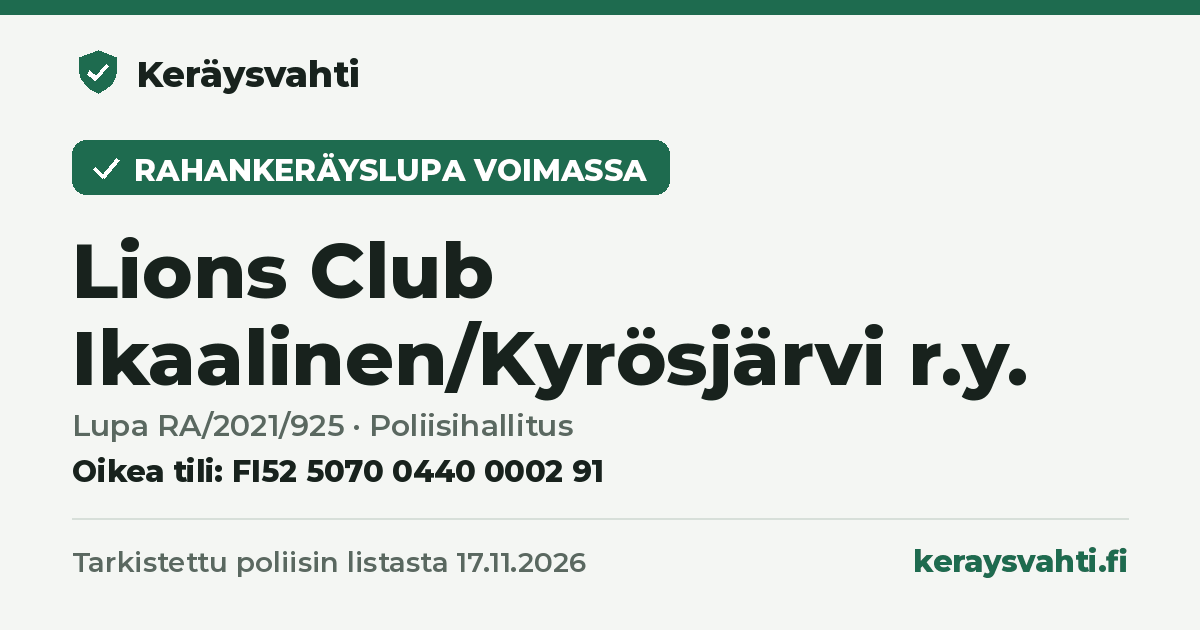 Keräysvahti
RAHANKERÄYSLUPA VOIMASSA
Lions Club
Ikaalinen/Kyrösjärvi r.y.
Lupa RA/2021/925 · Poliisihallitus
Oikea tili: FI52 5070 0440 0002 91
Tarkistettu poliisin listasta 17.11.2026
keraysvahti.fi